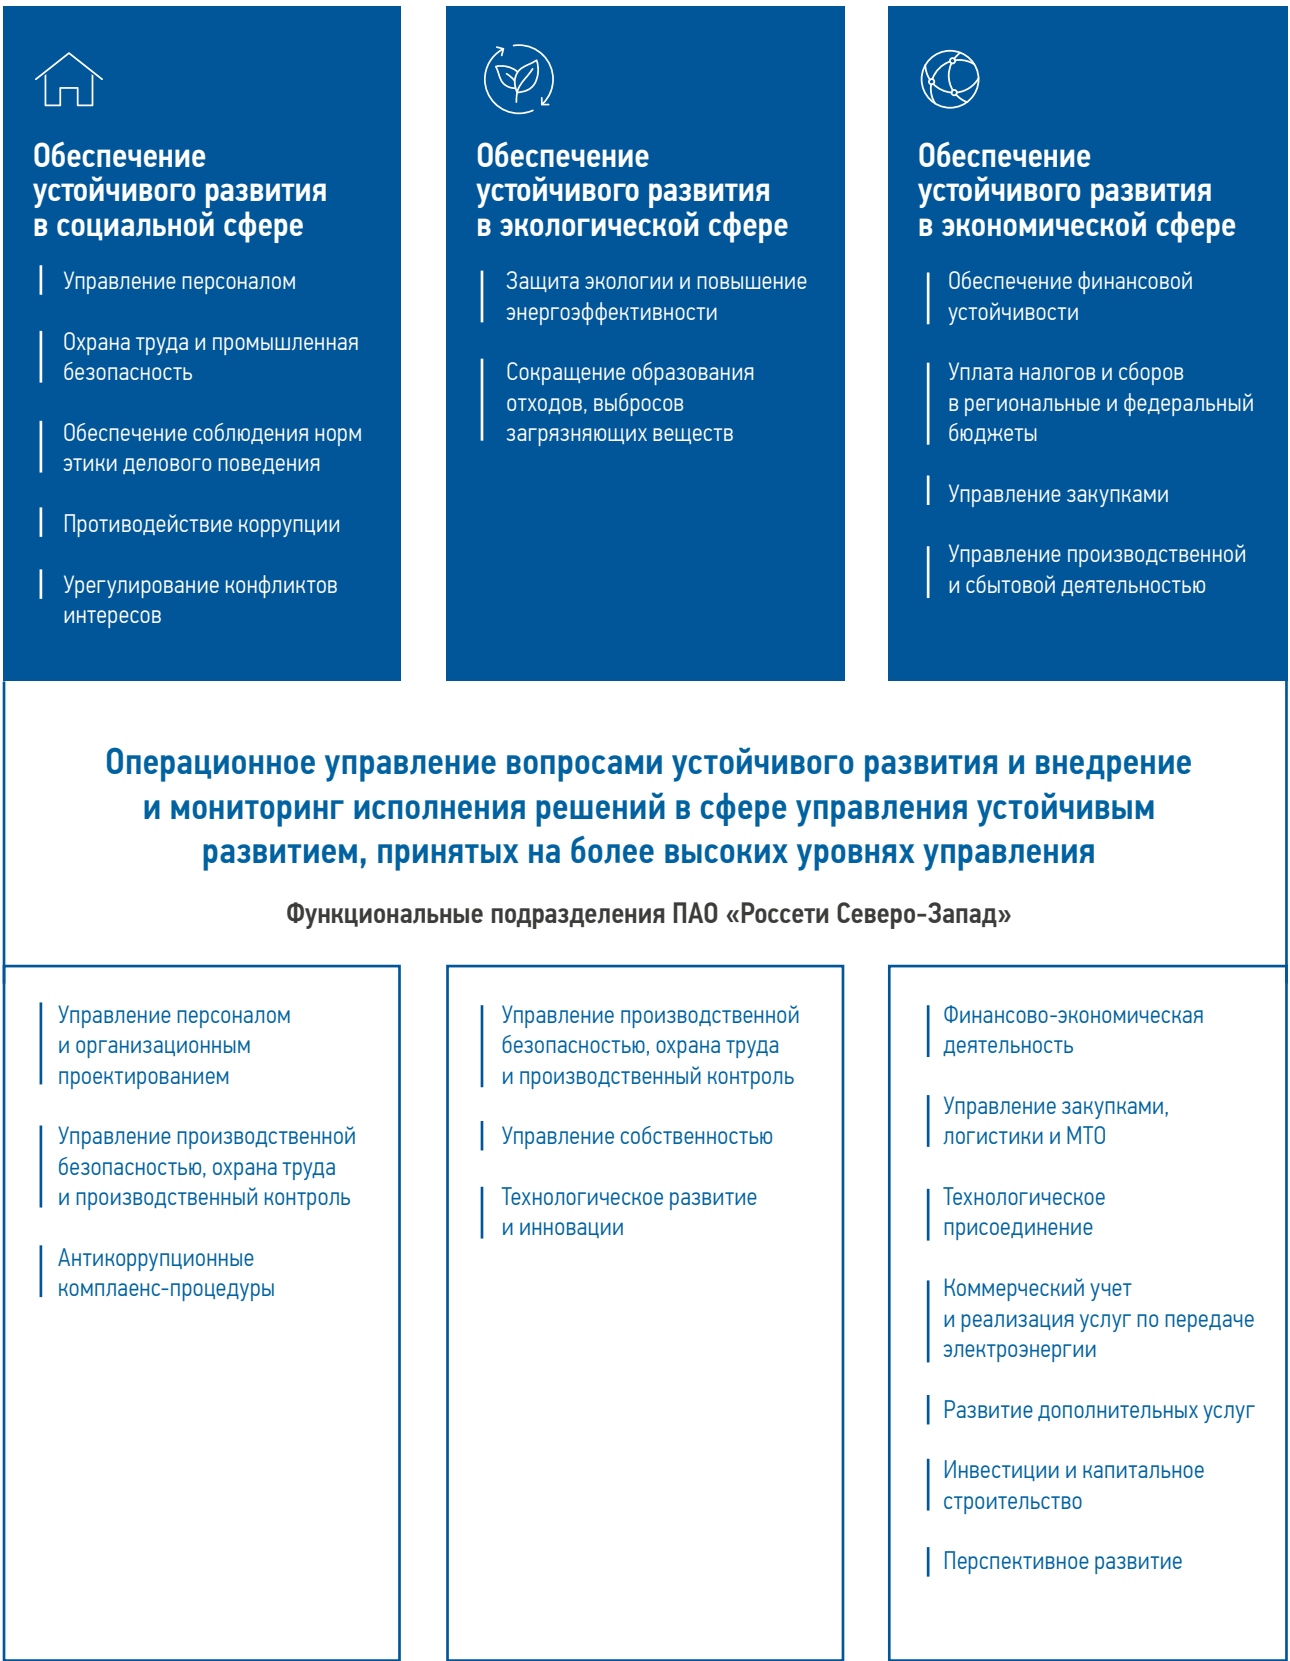 Обеспечение
устойчивого развития
в социальной сфере
Управление персоналом
Охрана труда и промышленная
безопасность
Обеспечение соблюдения норм
этики делового поведения
Противодействие коррупции
Урегулирование конфликтов
интересов
Обеспечение
устойчивого развития
в экологической сфере
Защита экологии и повышение
энергоэффективности
Сокращение образования
отходов, выбросов
загрязняющих веществ
Обеспечение
устойчивого развития
в экономической сфере
Обеспечение финансовой
устойчивости
Уплата налогов и сборов
в региональные и федеральный
бюджеты
Управление закупками
Управление производственной
и сбытовой деятельностью
Операционное управление вопросами устойчивого развития и внедрение
и мониторинг исполнения решений в сфере управления устойчивым
развитием, принятых на более высоких уровнях управления
Функциональные подразделения ПАО «Россети Северо-Запад»
Управление персоналом
и организационным
проектированием
Управление производственной
безопасностью, охрана труда
и производственный контроль
Антикоррупционные
комплаенс-процедуры
Управление производственной
безопасностью, охрана труда
и производственный контроль
Управление собственностью
Технологическое развитие
и инновации
Финансово-экономическая
деятельность
Управление закупками,
логистики и МТО
Технологическое
присоединение
Коммерческий учет
и реализация услуг по передаче
электроэнергии
Развитие дополнительных услуг
Инвестиции и капитальное
строительство
Перспективное развитие